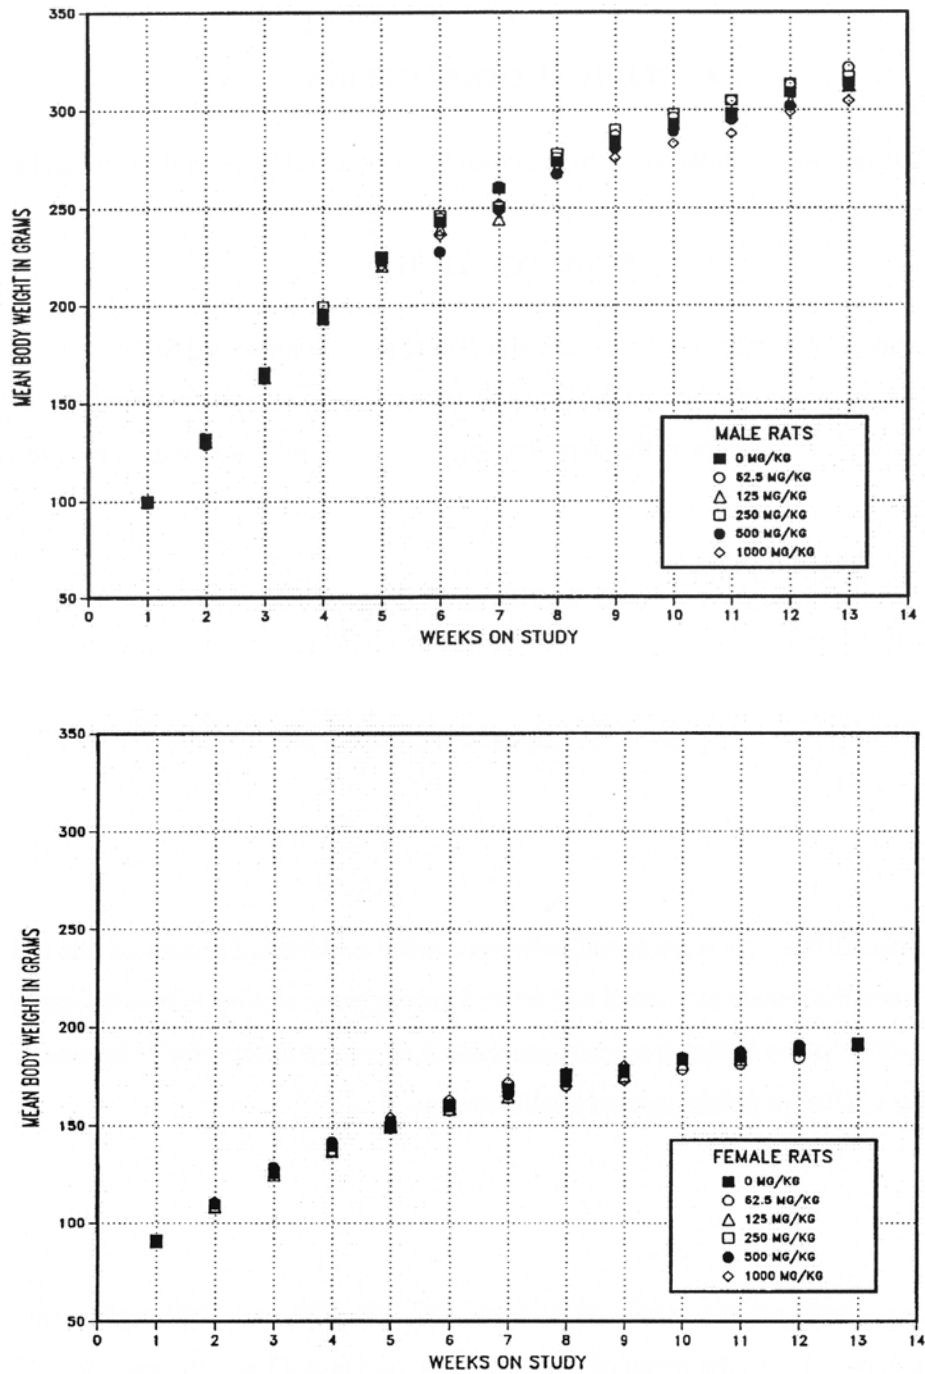 350
300
250
200
150
100
50
MEAN BODY WEIGHT IN GRAMS
MALE RATS
0 MG/KG
62.5 MG/KG
125 MG/KG
250 MG/KG
500 MG/KG
1000 MG/KG
0 1 2 3 4 5 6 7 8 9 10 11 12 13 14
WEEKS ON STUDY
350
300
250
200
150
100
50
MEAN BODY WEIGHT IN GRAMS
FEMALE RATS
0 MG/KG
62.5 MG/KG
125 MG/KG
250 MG/KG
500 MG/KG
1000 MG/KG
0 1 2 3 4 5 6 7 8 9 10 11 12 13 14
WEEKS ON STUDY